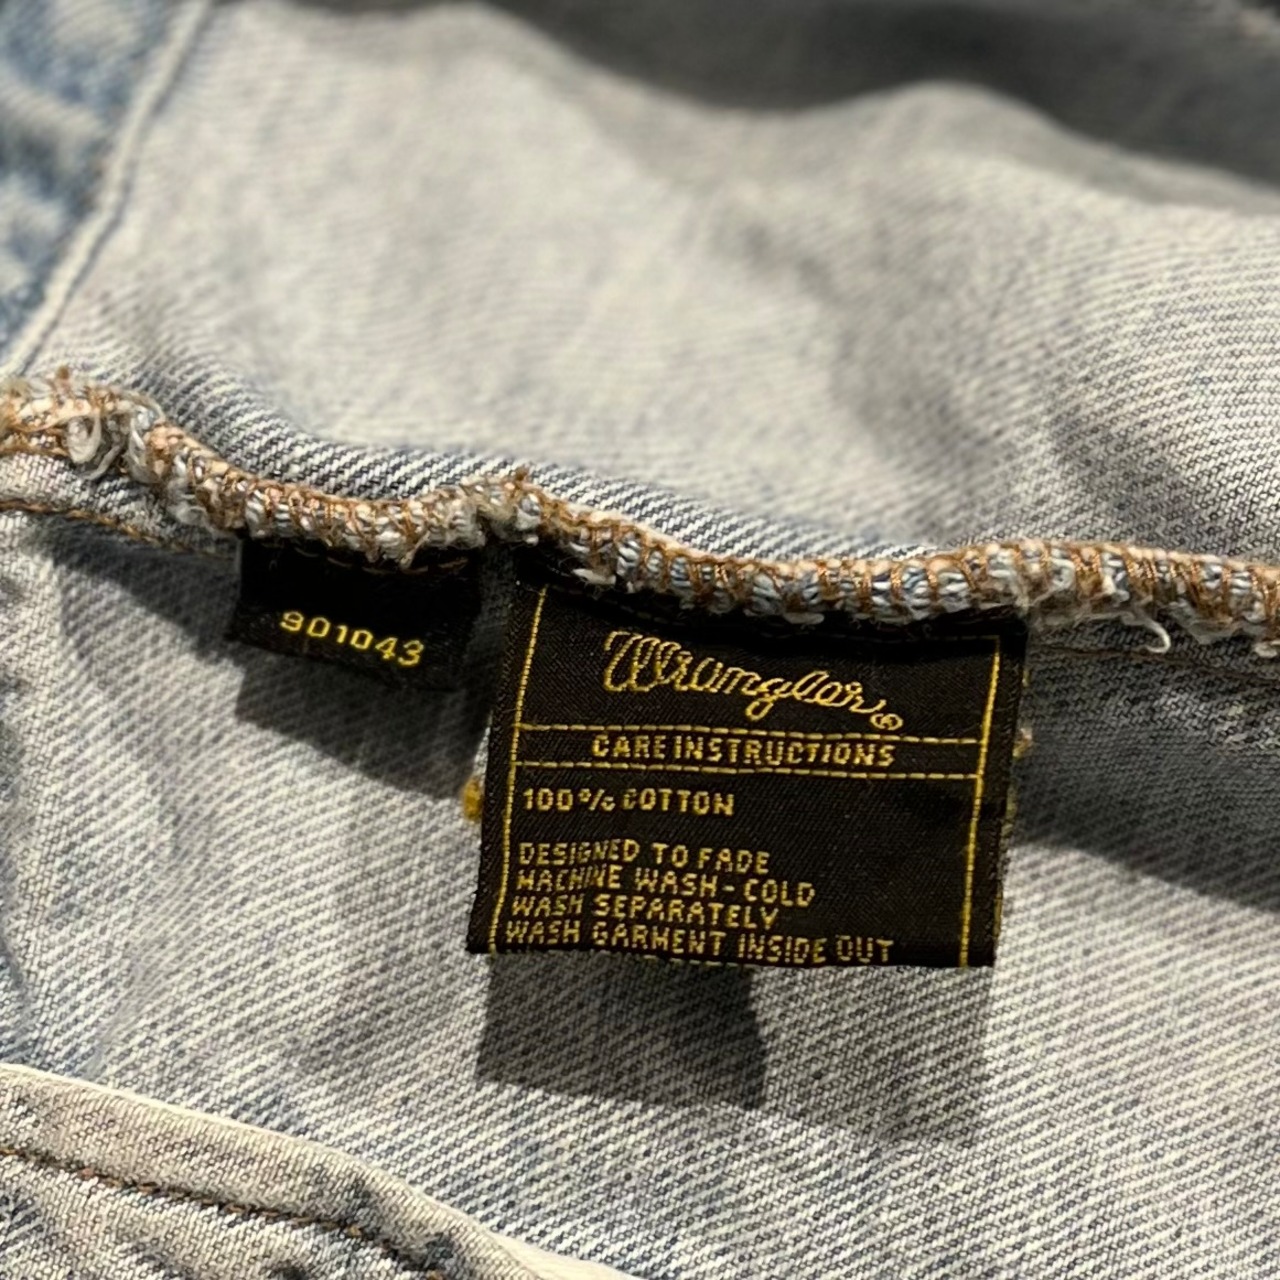 901043
Wrangler®
CARE INSTRUCTIONS
100% COTTON
DESIGNED TO FADE
MACHINE WASH-COLD
WASH SEPARATELY
WASH GARMENT INSIDE OUT